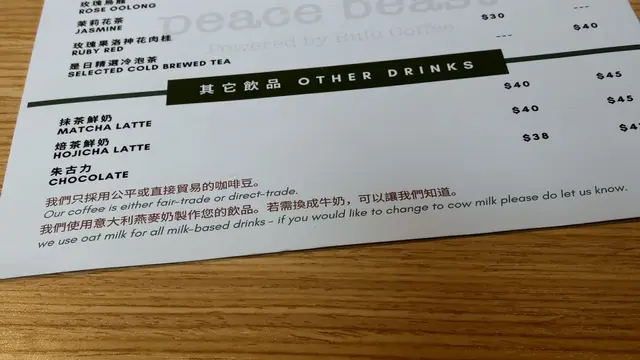 玫瑰烏龍
ROSE OOLONG
茉莉花茶
JASMINE
玫瑰果洛神花肉桂
RUBY RED
是日精選冷泡茶
SELECTED COLD BREWED TEA
peace beast
Powered by Hulu Coffee
$30 ---
--- $40
其它飲品 OTHER DRINKS
抹茶鮮奶
MATCHA LATTE
$40 $45
焙茶鮮奶
HOJICHA LATTE
$40 $45
朱古力
CHOCOLATE
$38
我們只採用公平或直接貿易的咖啡豆。
Our coffee is either fair-trade or direct-trade.
我們使用意大利燕麥奶製作您的飲品。若需換成牛奶，可以讓我們知道。
we use oat milk for all milk-based drinks - if you would like to change to cow milk please do let us know.